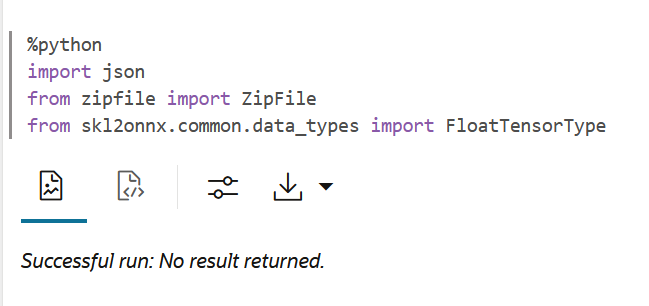 %python
import json
from zipfile import ZipFile
from skl2onnx.common.data_types import FloatTensorType
</>
Successful run: No result returned.